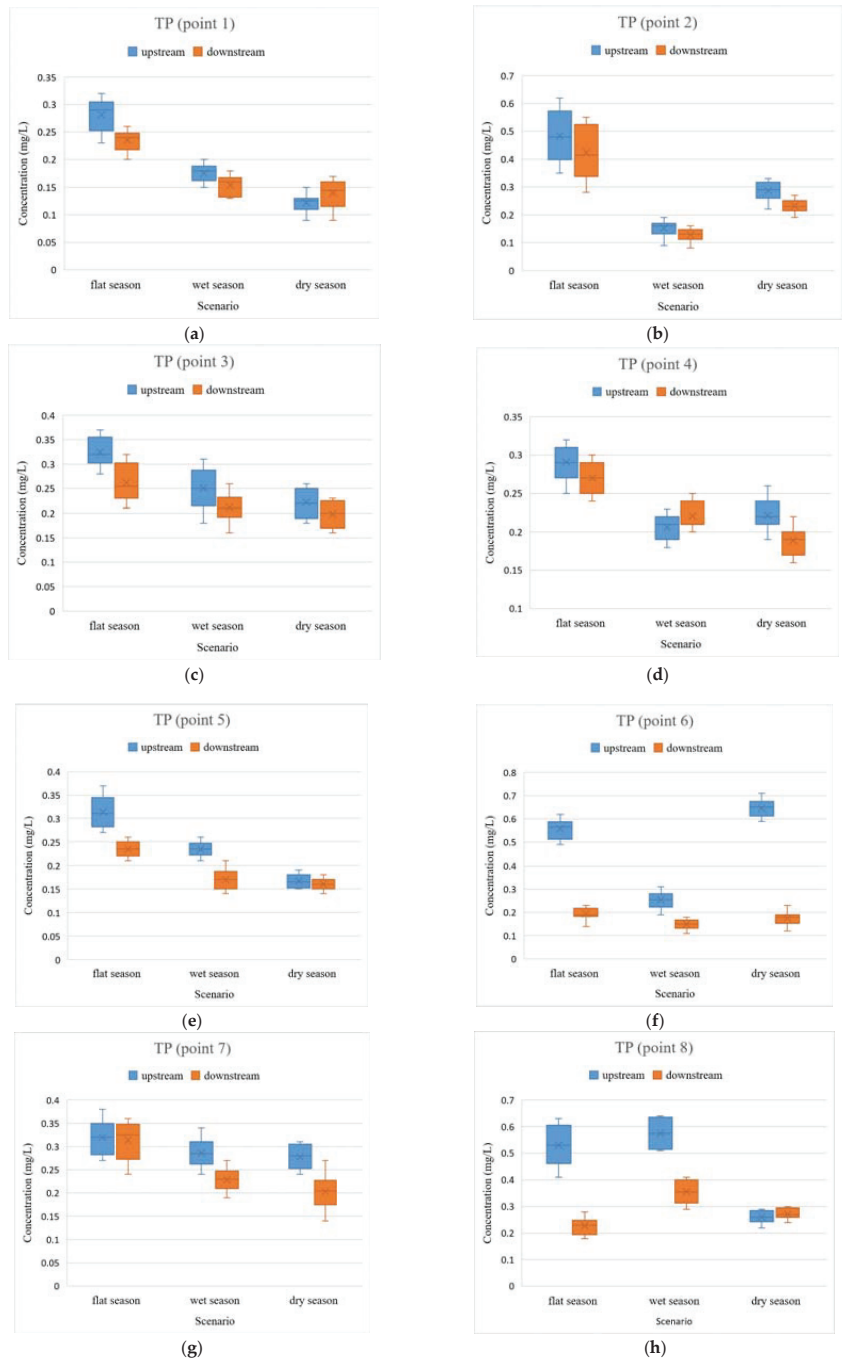 TP (point 1)
upstream downstream
Concentration (mg/L)
0.35
0.3
0.25
0.2
0.15
0.1
0.05
0
flat season wet season dry season
Scenario
(a)
TP (point 2)
upstream downstream
Concentration (mg/L)
0.7
0.6
0.5
0.4
0.3
0.2
0.1
0
flat season wet season dry season
Scenario
(b)
TP (point 3)
upstream downstream
Concentration (mg/L)
0.4
0.35
0.3
0.25
0.2
0.15
0.1
0.05
0
flat season wet season dry season
Scenario
(c)
TP (point 4)
upstream downstream
Concentration (mg/L)
0.35
0.3
0.25
0.2
0.15
0.1
flat season wet season dry season
Scenario
(d)
TP (point 5)
upstream downstream
Concentration (mg/L)
0.4
0.35
0.3
0.25
0.2
0.15
0.1
0.05
0
flat season wet season dry season
Scenario
(e)
TP (point 6)
upstream downstream
Concentration (mg/L)
0.8
0.7
0.6
0.5
0.4
0.3
0.2
0.1
0
flat season wet season dry season
Scenario
(f)
TP (point 7)
upstream downstream
Concentration (mg/L)
0.4
0.35
0.3
0.25
0.2
0.15
0.1
0.05
0
flat season wet season dry season
Scenario
(g)
TP (point 8)
upstream downstream
Concentration (mg/L)
0.7
0.6
0.5
0.4
0.3
0.2
0.1
0
flat season wet season dry season
Scenario
(h)